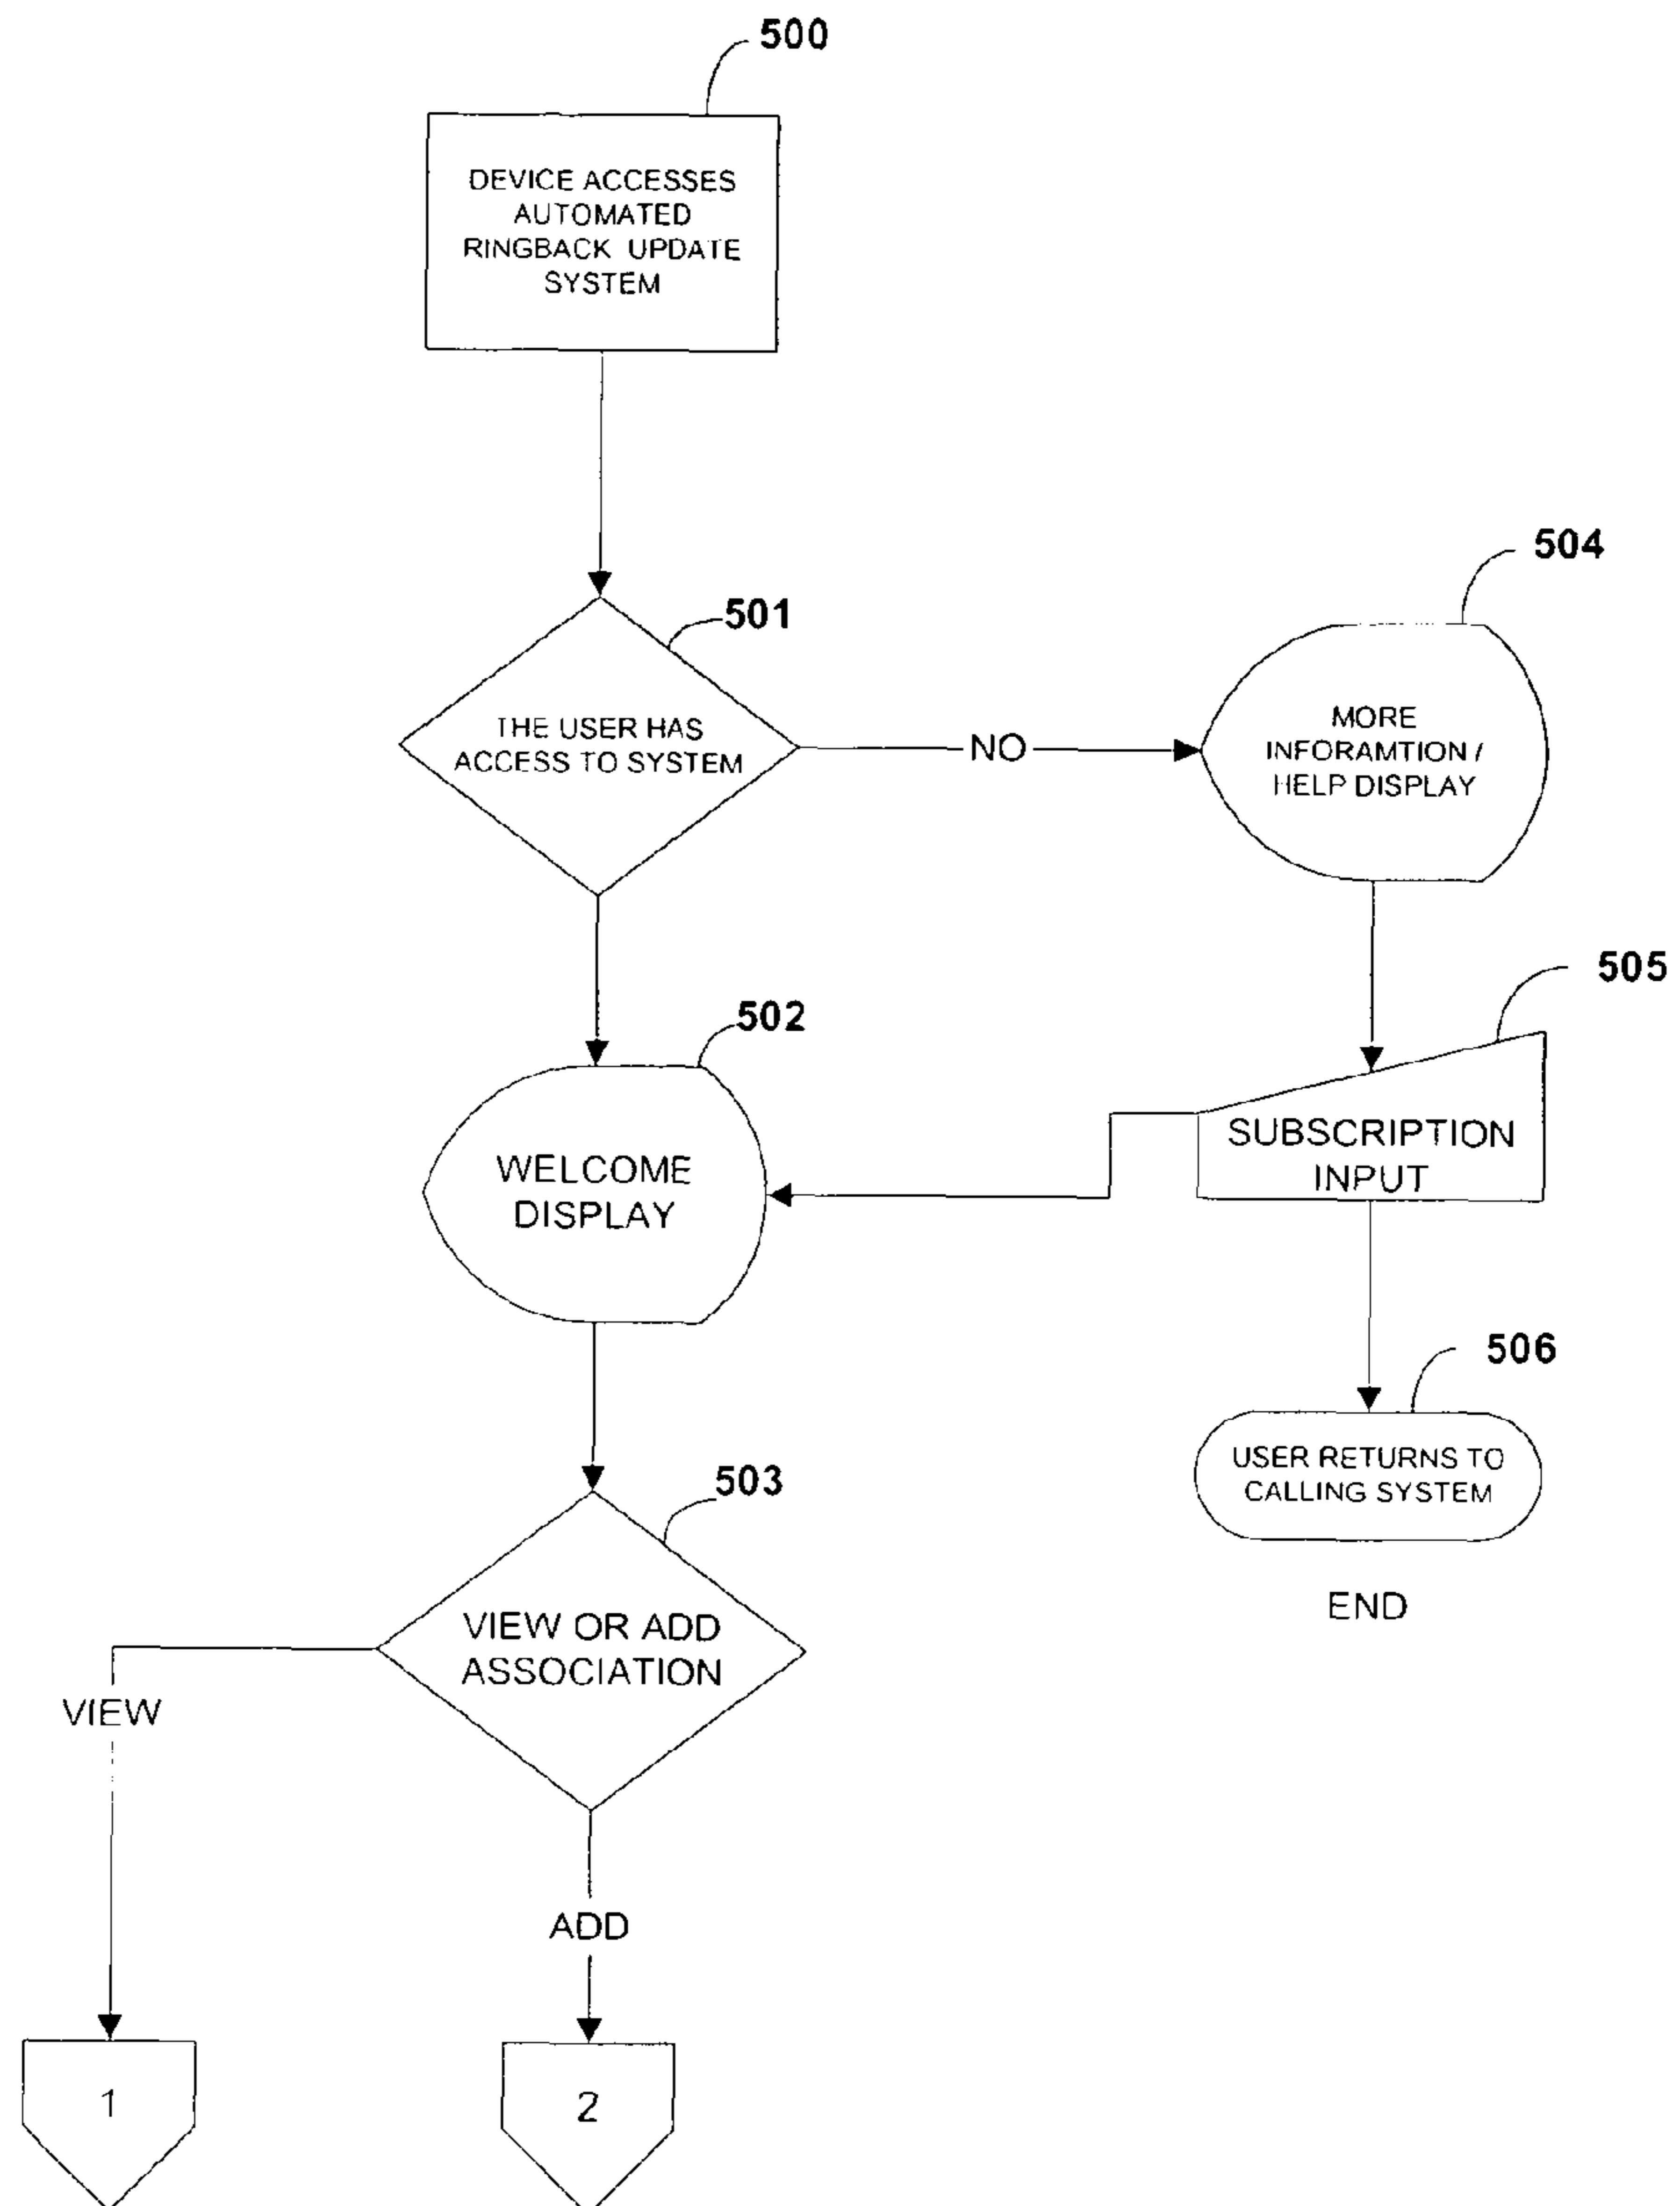 500
DEVICE ACCESSES
AUTOMATED
RINGBACK UPDATE
SYSTEM
501
THE USER HAS
ACCESS TO SYSTEM
NO
504
MORE
INFORAMTION /
HELP DISPLAY
502
WELCOME
DISPLAY
505
SUBSCRIPTION
INPUT
506
USER RETURNS TO
CALLING SYSTEM
END
503
VIEW OR ADD
ASSOCIATION
VIEW
ADD
1
2